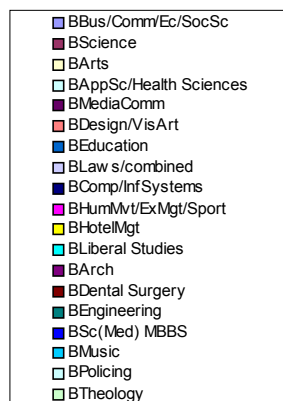 BBus/Comm/Ec/SocSc
BScience
BArts
BAppSc/Health Sciences
BMediaComm
BDesign/VisArt
BEducation
BLaws/combined
BComp/InfSystems
BHumMvt/ExMgt/Sport
BHotelMgt
BLiberal Studies
BArch
BDental Surgery
BEngineering
BSc(Med) MBBS
BMusic
BPolicing
BTheology